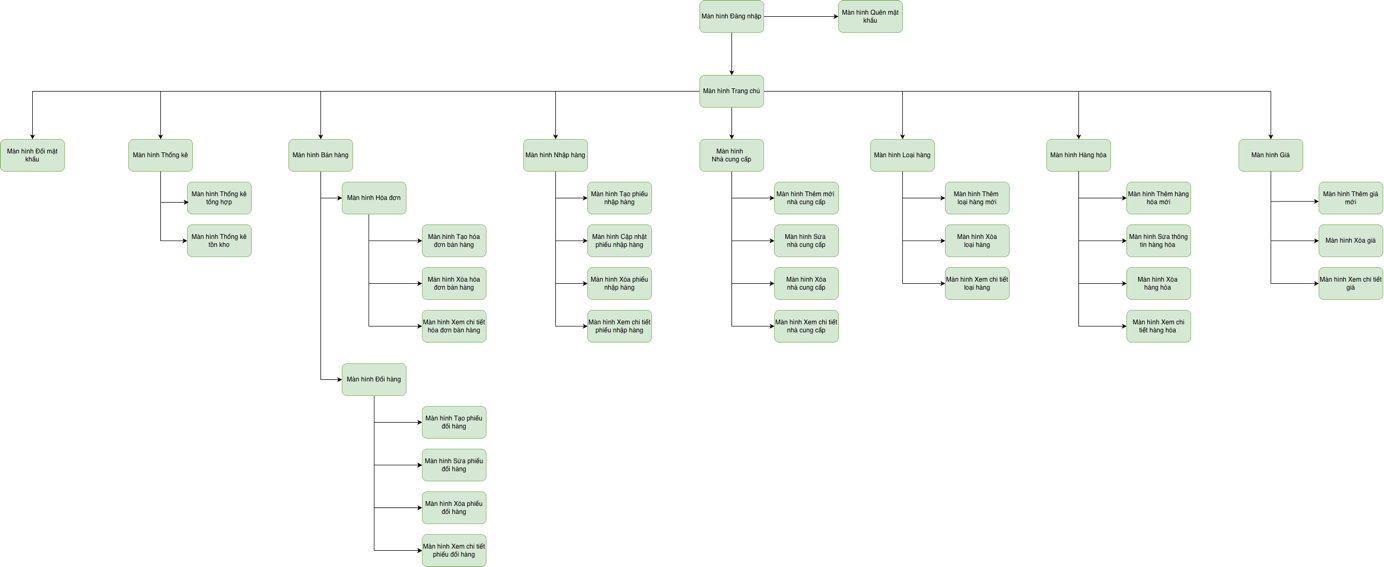 Màn hình Đăng nhập
Màn hình Quên mật
khẩu
Màn hình Trang chủ
Màn hình Đổi mật
khẩu
Màn hình Thống kê
Màn hình Bán hàng
Màn hình Nhập hàng
Màn hình
Nhà cung cấp
Màn hình Loại hàng
Màn hình Hàng hóa
Màn hình Giá
Màn hình Thống kê
tổng hợp
Màn hình Thống kê
tồn kho
Màn hình Hóa đơn
Màn hình Tạo hóa
đơn bán hàng
Màn hình Xóa hóa
đơn bán hàng
Màn hình Xem chi tiết
hóa đơn bán hàng
Màn hình Đổi hàng
Màn hình Tạo phiếu
đổi hàng
Màn hình Sửa phiếu
đổi hàng
Màn hình Xóa phiếu
đổi hàng
Màn hình Xem chi tiết
phiếu đổi hàng
Màn hình Tạo phiếu
nhập hàng
Màn hình Cập nhật
phiếu nhập hàng
Màn hình Xóa phiếu
nhập hàng
Màn hình Xem chi tiết
phiếu nhập hàng
Màn hình Thêm mới
nhà cung cấp
Màn hình Sửa
nhà cung cấp
Màn hình Xóa
nhà cung cấp
Màn hình Xem chi tiết
nhà cung cấp
Màn hình Thêm
loại hàng mới
Màn hình Xóa
loại hàng
Màn hình Xem chi tiết
loại hàng
Màn hình Thêm hàng
hóa mới
Màn hình Sửa thông
tin hàng hóa
Màn hình Xóa
hàng hóa
Màn hình Xem chi
tiết hàng hóa
Màn hình Thêm giá
mới
Màn hình Xóa giá
Màn hình Xem chi tiết
giá